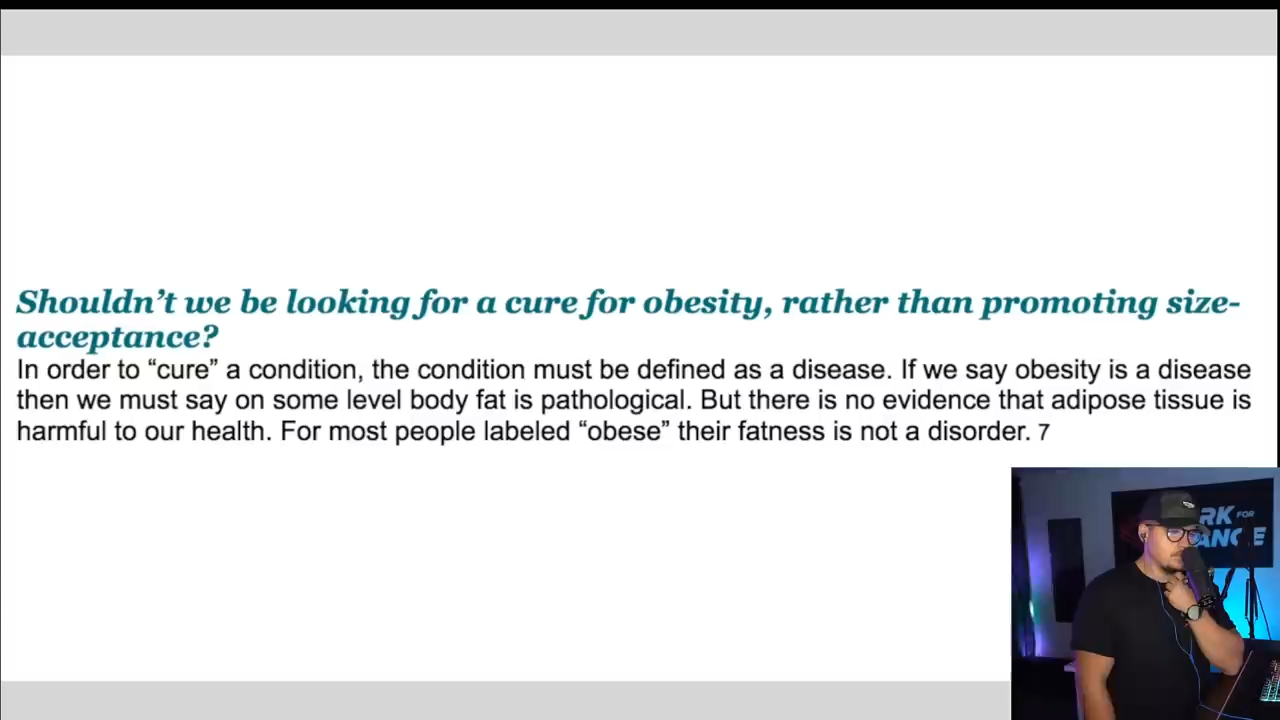 Shouldn’t we be looking for a cure for obesity, rather than promoting size-
acceptance?
In order to “cure” a condition, the condition must be defined as a disease. If we say obesity is a disease
then we must say on some level body fat is pathological. But there is no evidence that adipose tissue is
harmful to our health. For most people labeled “obese” their fatness is not a disorder. 7
FOR